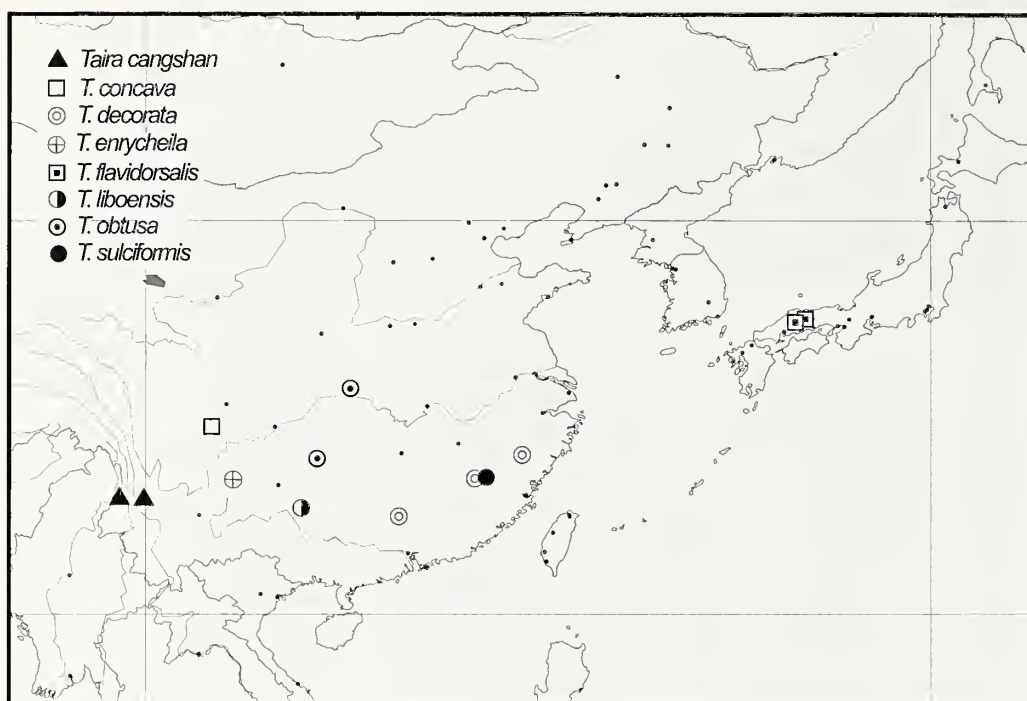 Taira cangshan
T. concava
T. decorata
T. enrycheila
T. flavidorsalis
T. liboensis
T. obtusa
T. sulciformis